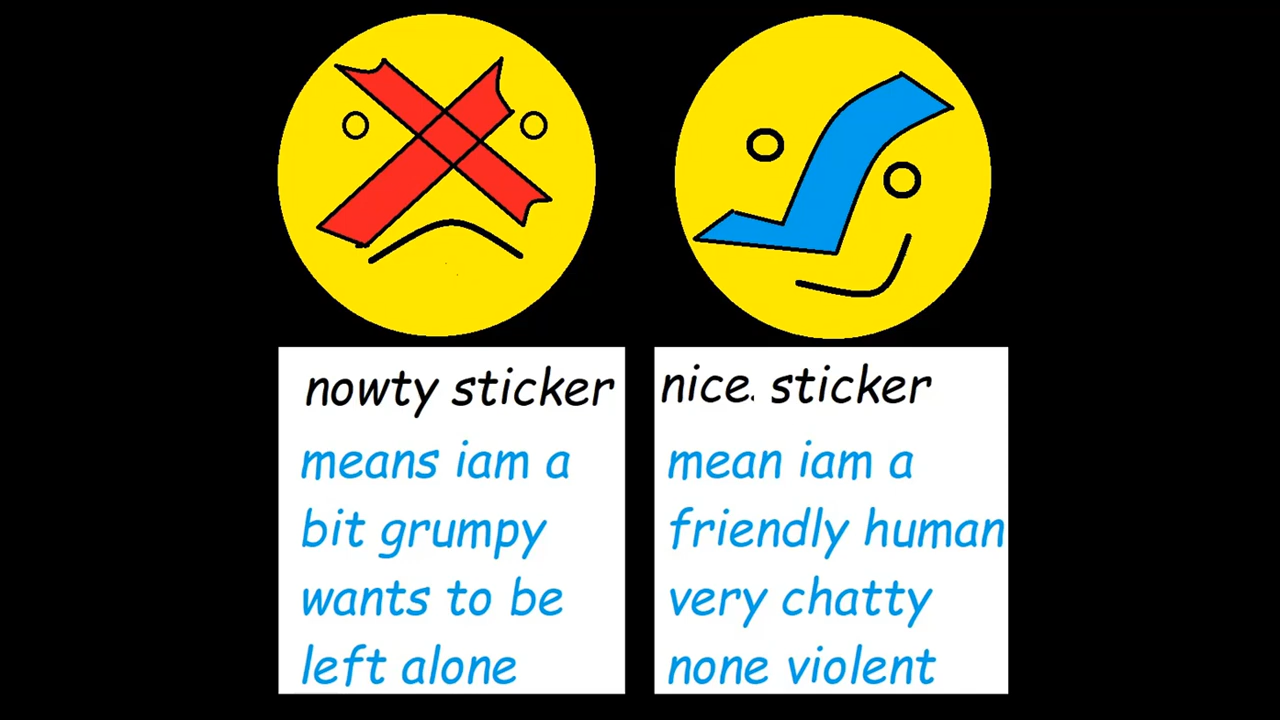 nowty sticker
means iam a
bit grumpy
wants to be
left alone
nice. sticker
mean iam a
friendly human
very chatty
none violent